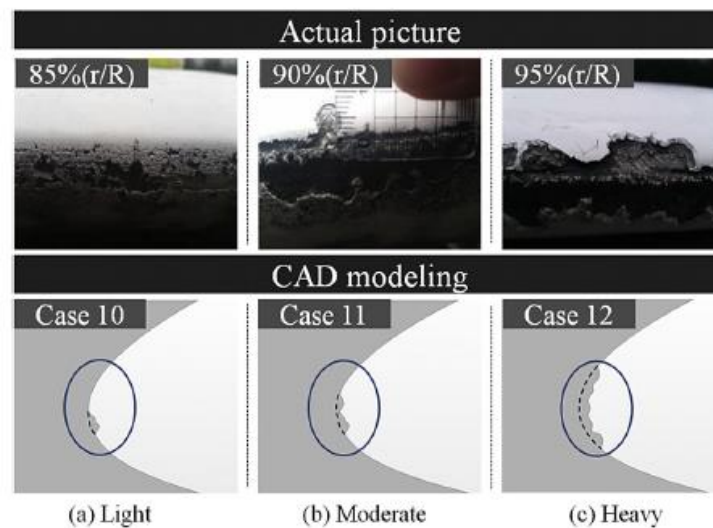 Actual picture
85%(r/R)
90%(r/R)
95%(r/R)
CAD modeling
Case 10
Case 11
Case 12
(a) Light
(b) Moderate
(c) Heavy